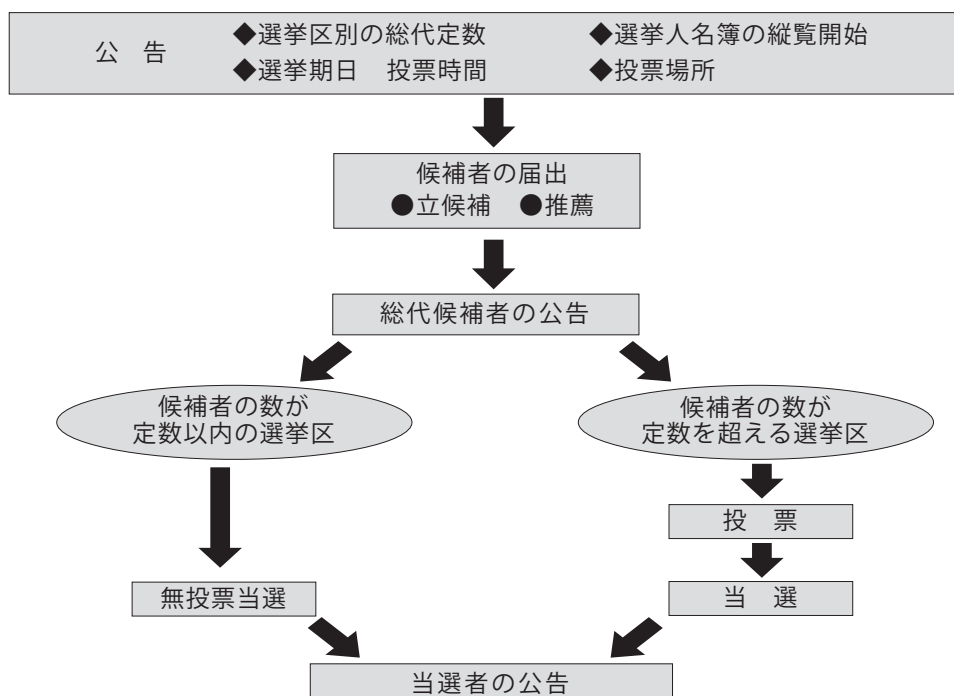 公　告
◆選挙区別の総代定数　◆選挙人名簿の縦覧開始
◆選挙期日　投票時間　◆投票場所
候補者の届出
●立候補　●推薦
総代候補者の公告
候補者の数が
定数以内の選挙区
候補者の数が
定数を超える選挙区
投　票
無投票当選
当　選
当選者の公告